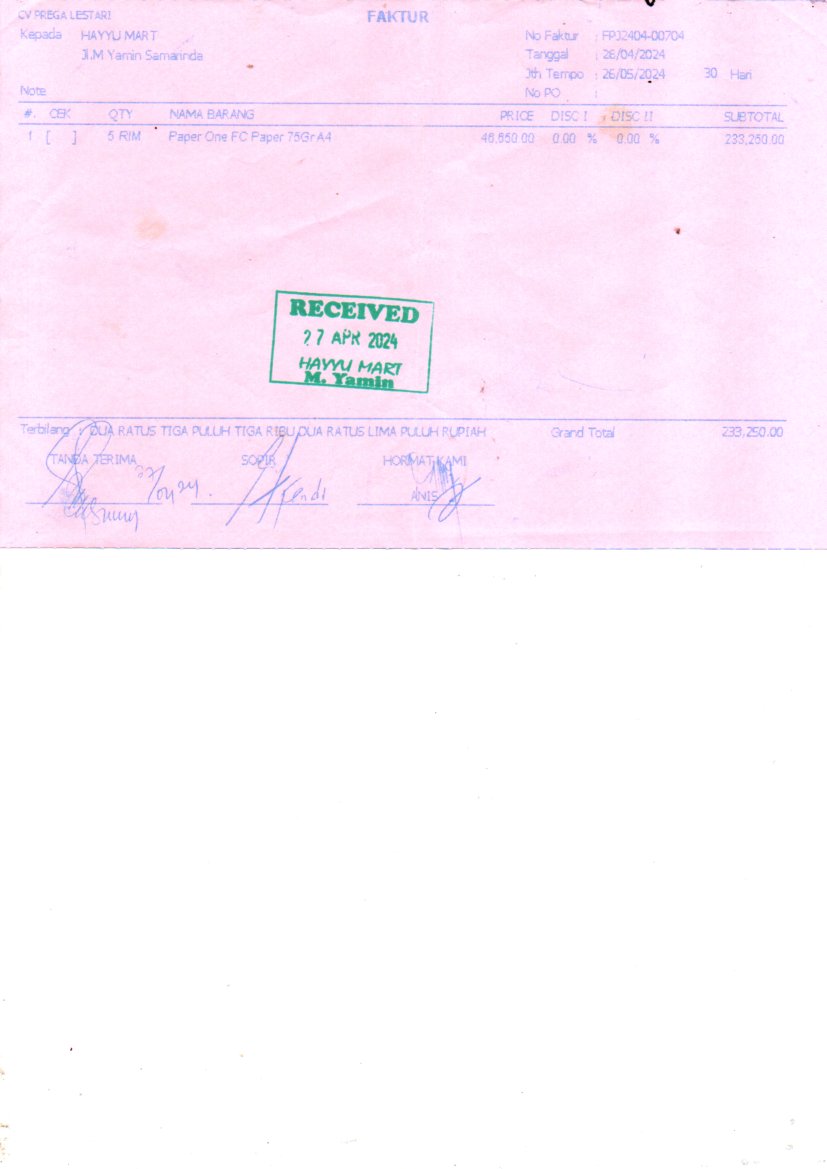 CV PREGA LESTARI
FAKTUR
Kepada HAYYU MART
Jl.M.Yamin Samarinda
No Faktur : FPJ2404-00704
Tanggal : 26/04/2024
Jth Tempo : 26/05/2024 30 Hari
Note
No PO :
#. CEK QTY NAMA BARANG PRICE DISC I DISC II SUBTOTAL
1 [ ] 5 RIM Paper One FC Paper 75Gr A4 46,650.00 0.00 % 0.00 % 233,250.00
RECEIVED
27 APR 2024
HAYYU MART
M. Yamin
Terbilang : DUA RATUS TIGA PULUH TIGA RIBU DUA RATUS LIMA PULUH RUPIAH Grand Total 233,250.00
TANDA TERIMA SOPIR HORMAT KAMI
27/04 24.
ANIS